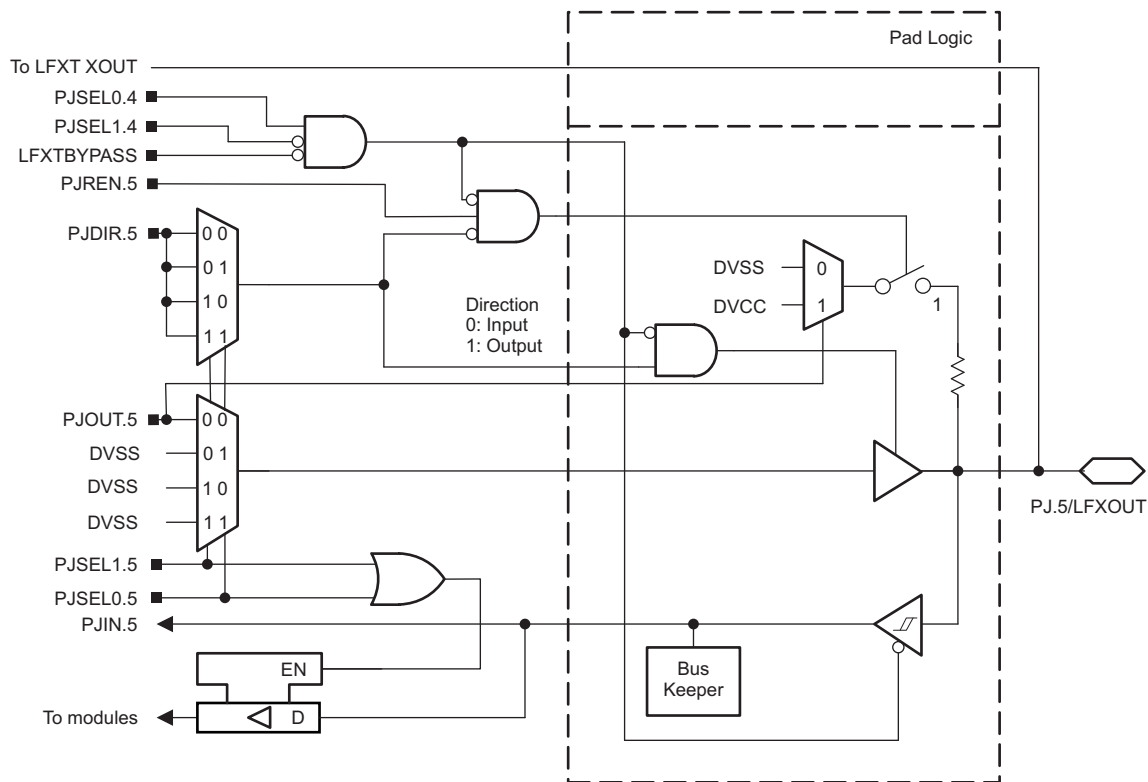 Pad Logic
To LFXT XOUT
PJSEL0.4
PJSEL1.4
LFXTBYPASS
PJREN.5
PJDIR.5
0 0
0 1
1 0
1 1
Direction
0: Input
1: Output
DVSS
0
DVCC
1
1
PJOUT.5
0 0
DVSS
0 1
DVSS
1 0
DVSS
1 1
PJ.5/LFXOUT
PJSEL1.5
PJSEL0.5
PJIN.5
EN
Bus
Keeper
To modules
D